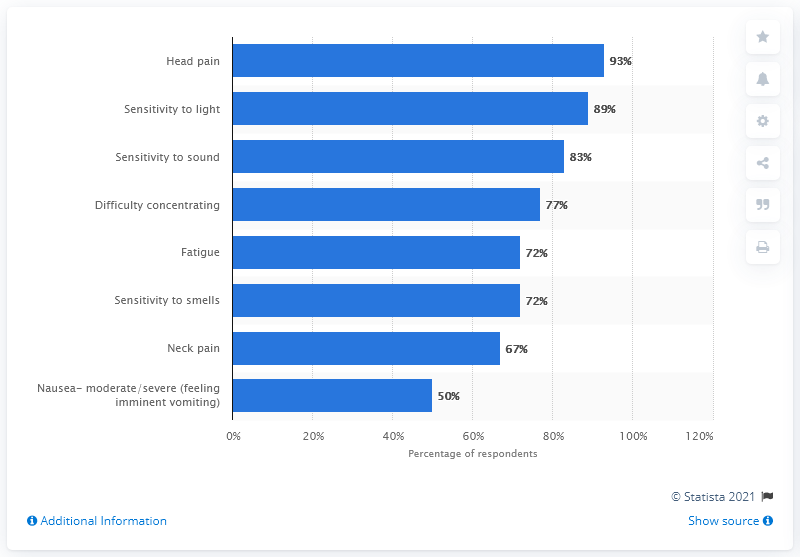 Head pain
93%
Sensitivity to light
89%
Sensitivity to sound
83%
Difficulty concentrating
77%
Fatigue
72%
Sensitivity to smells
72%
Neck pain
67%
Nausea- moderate/severe (feeling
imminent vomiting)
50%
0% 20% 40% 60% 80% 100% 120%
Percentage of respondents
© Statista 2021
Additional Information
Show source